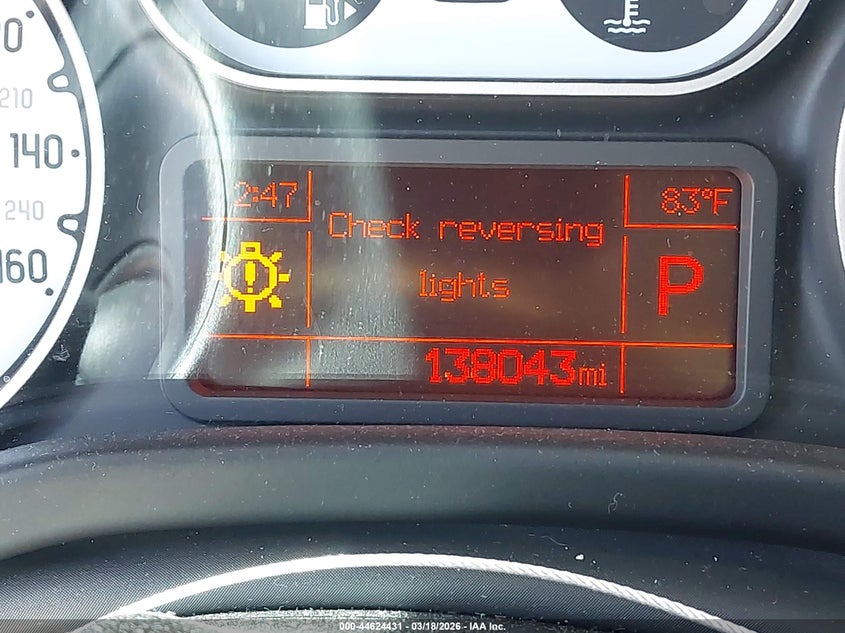 210
140
240
160
2:47
Check reversing
lights
83°F
P
138043mi
000-44624431 - 03/18/2026 - IAA Inc.